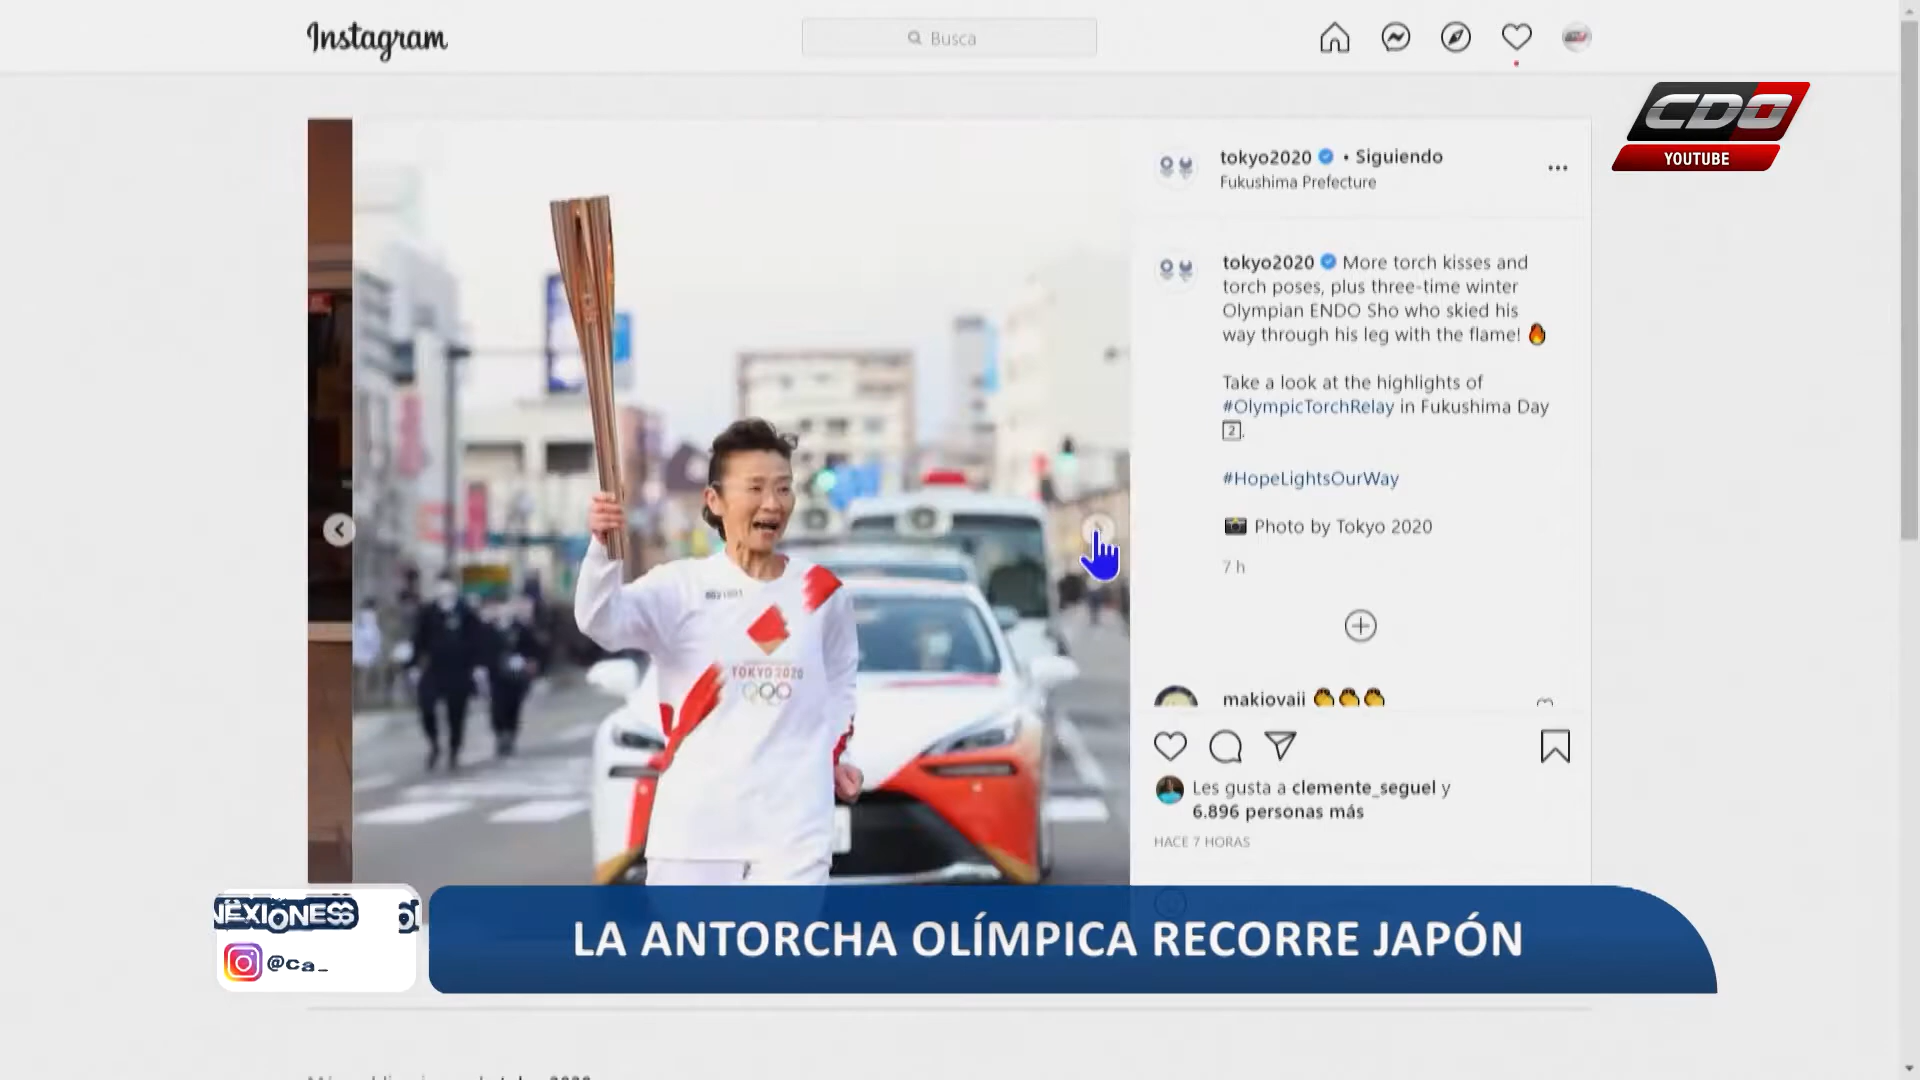 Instagram
Busca
CDO
YOUTUBE
tokyo2020 • Siguiendo
Fukushima Prefecture
tokyo2020 More torch kisses and
torch poses, plus three-time winter
Olympian ENDO Sho who skied his
way through his leg with the flame! 🔥
Take a look at the highlights of
#OlympicTorchRelay in Fukushima Day
2️⃣.
#HopeLightsOurWay
📸 Photo by Tokyo 2020
7 h
makiovaii 👏👏👏
Les gusta a clemente_seguel y
6.896 personas más
HACE 7 HORAS
TOKYO 2020
NEXIONESS
@ca_
LA ANTORCHA OLÍMPICA RECORRE JAPÓN